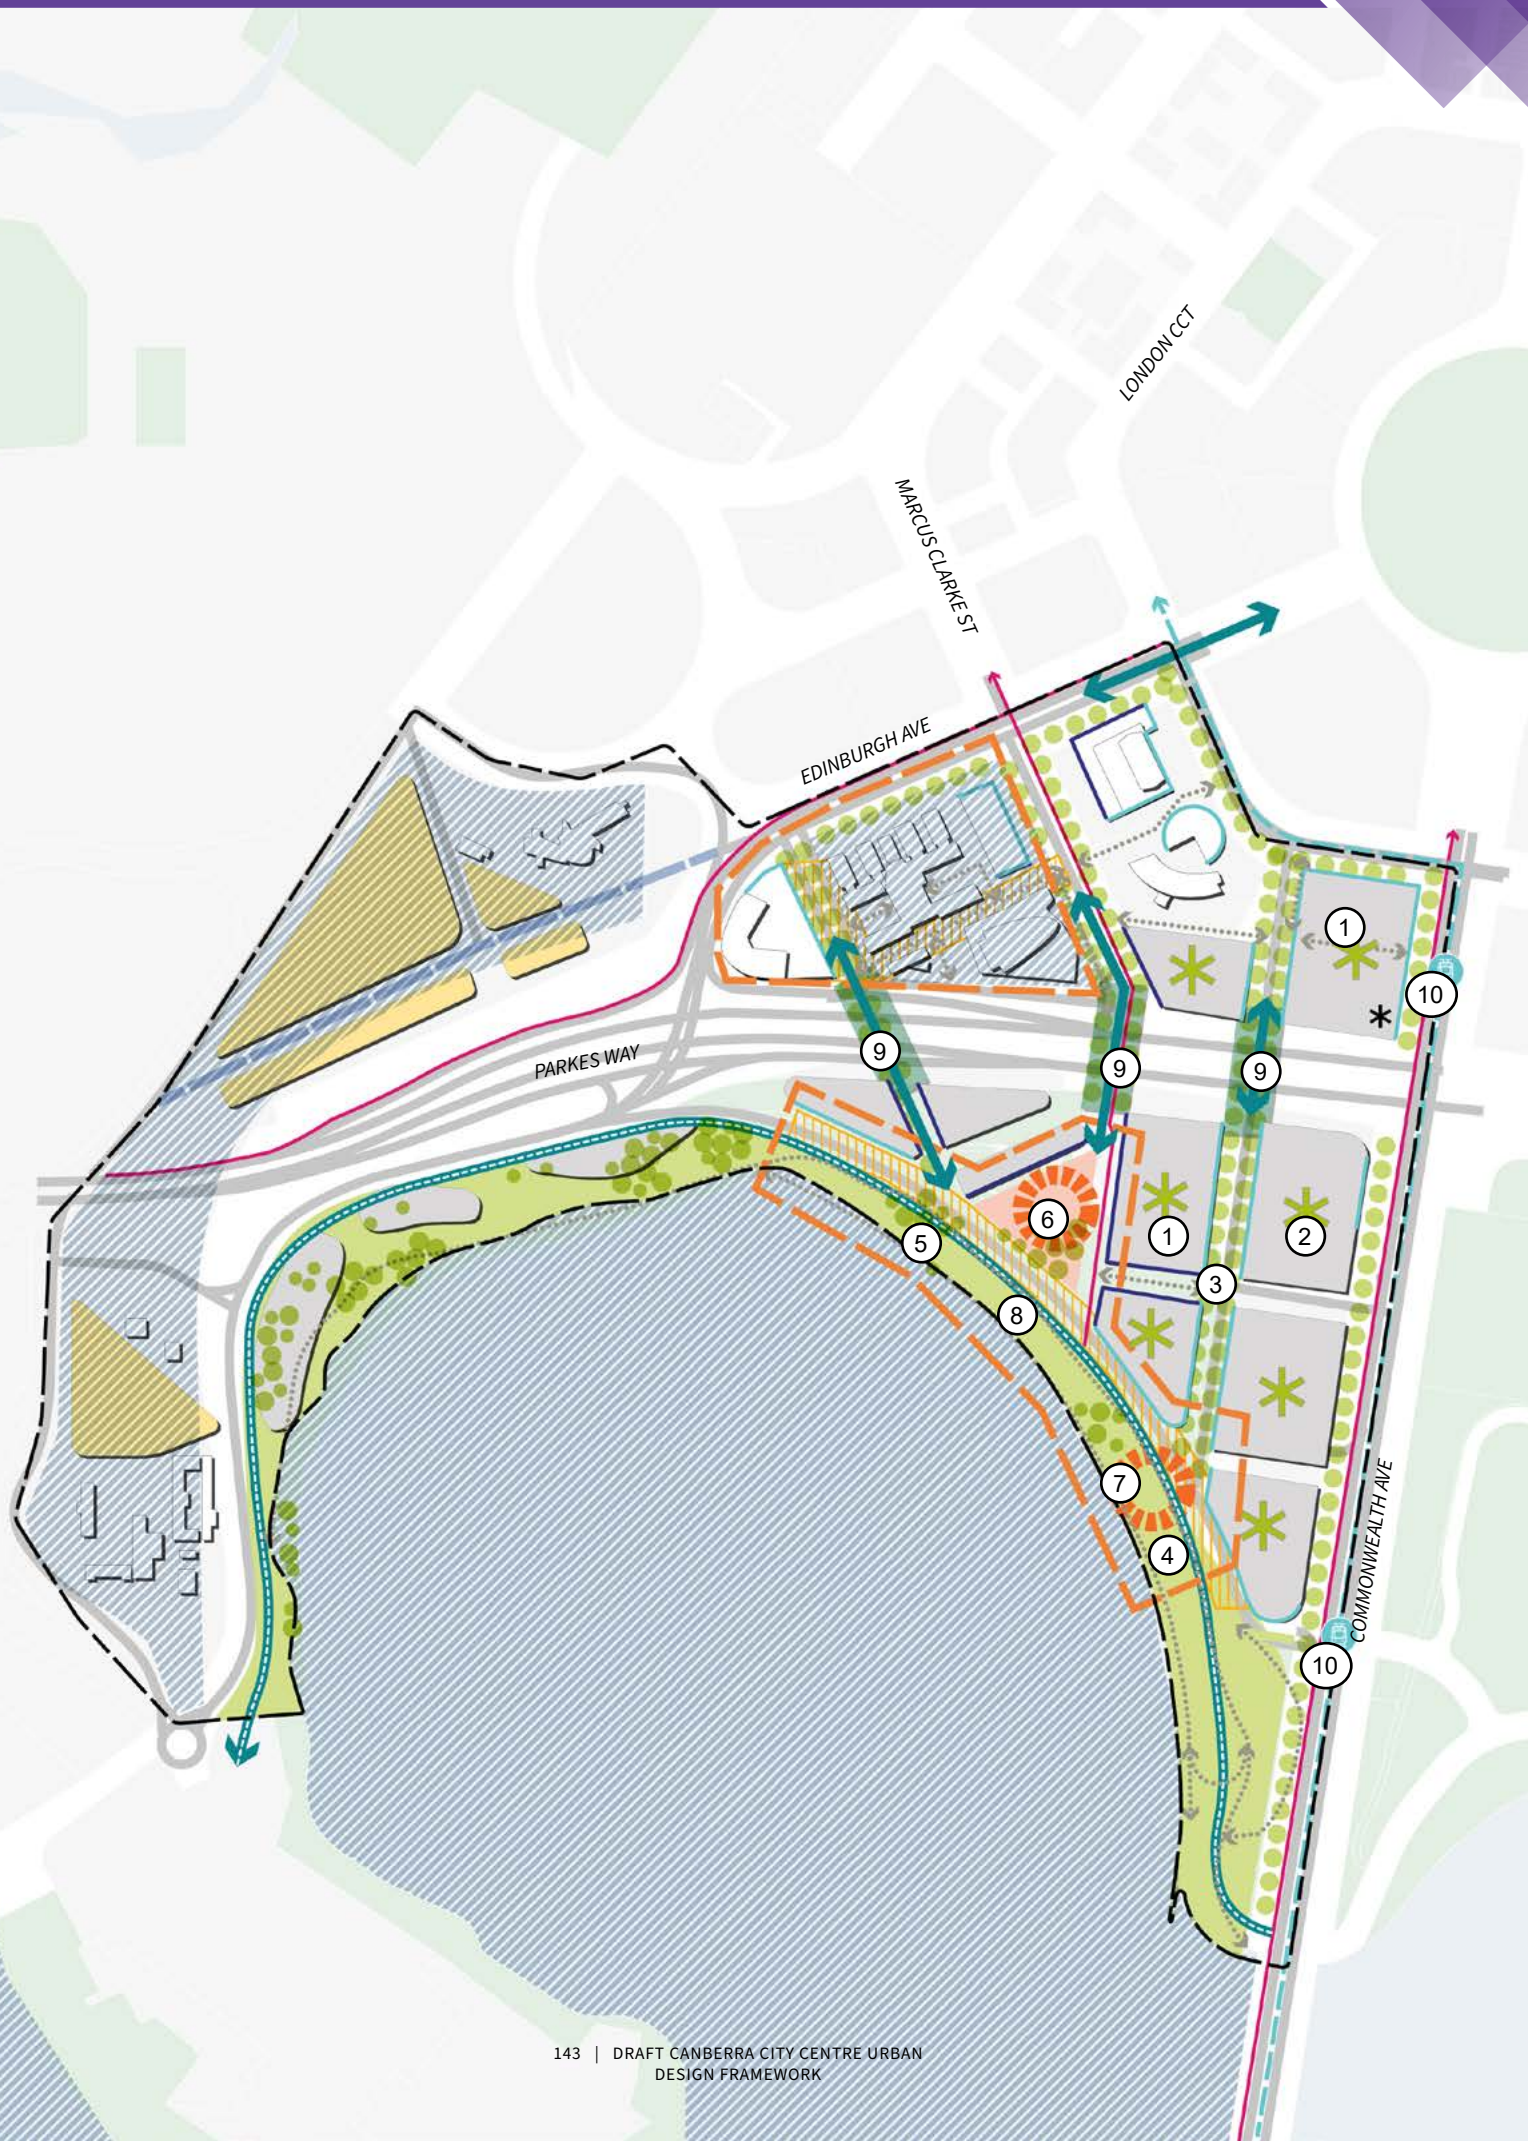 LONDON CCT
MARCUS CLARKE ST
EDINBURGH AVE
1
10
PARKES WAY
9
9
9
6
5
1
2
3
8
7
4
COMMONWEALTH AVE
10
143 | DRAFT CANBERRA CITY CENTRE URBAN
DESIGN FRAMEWORK